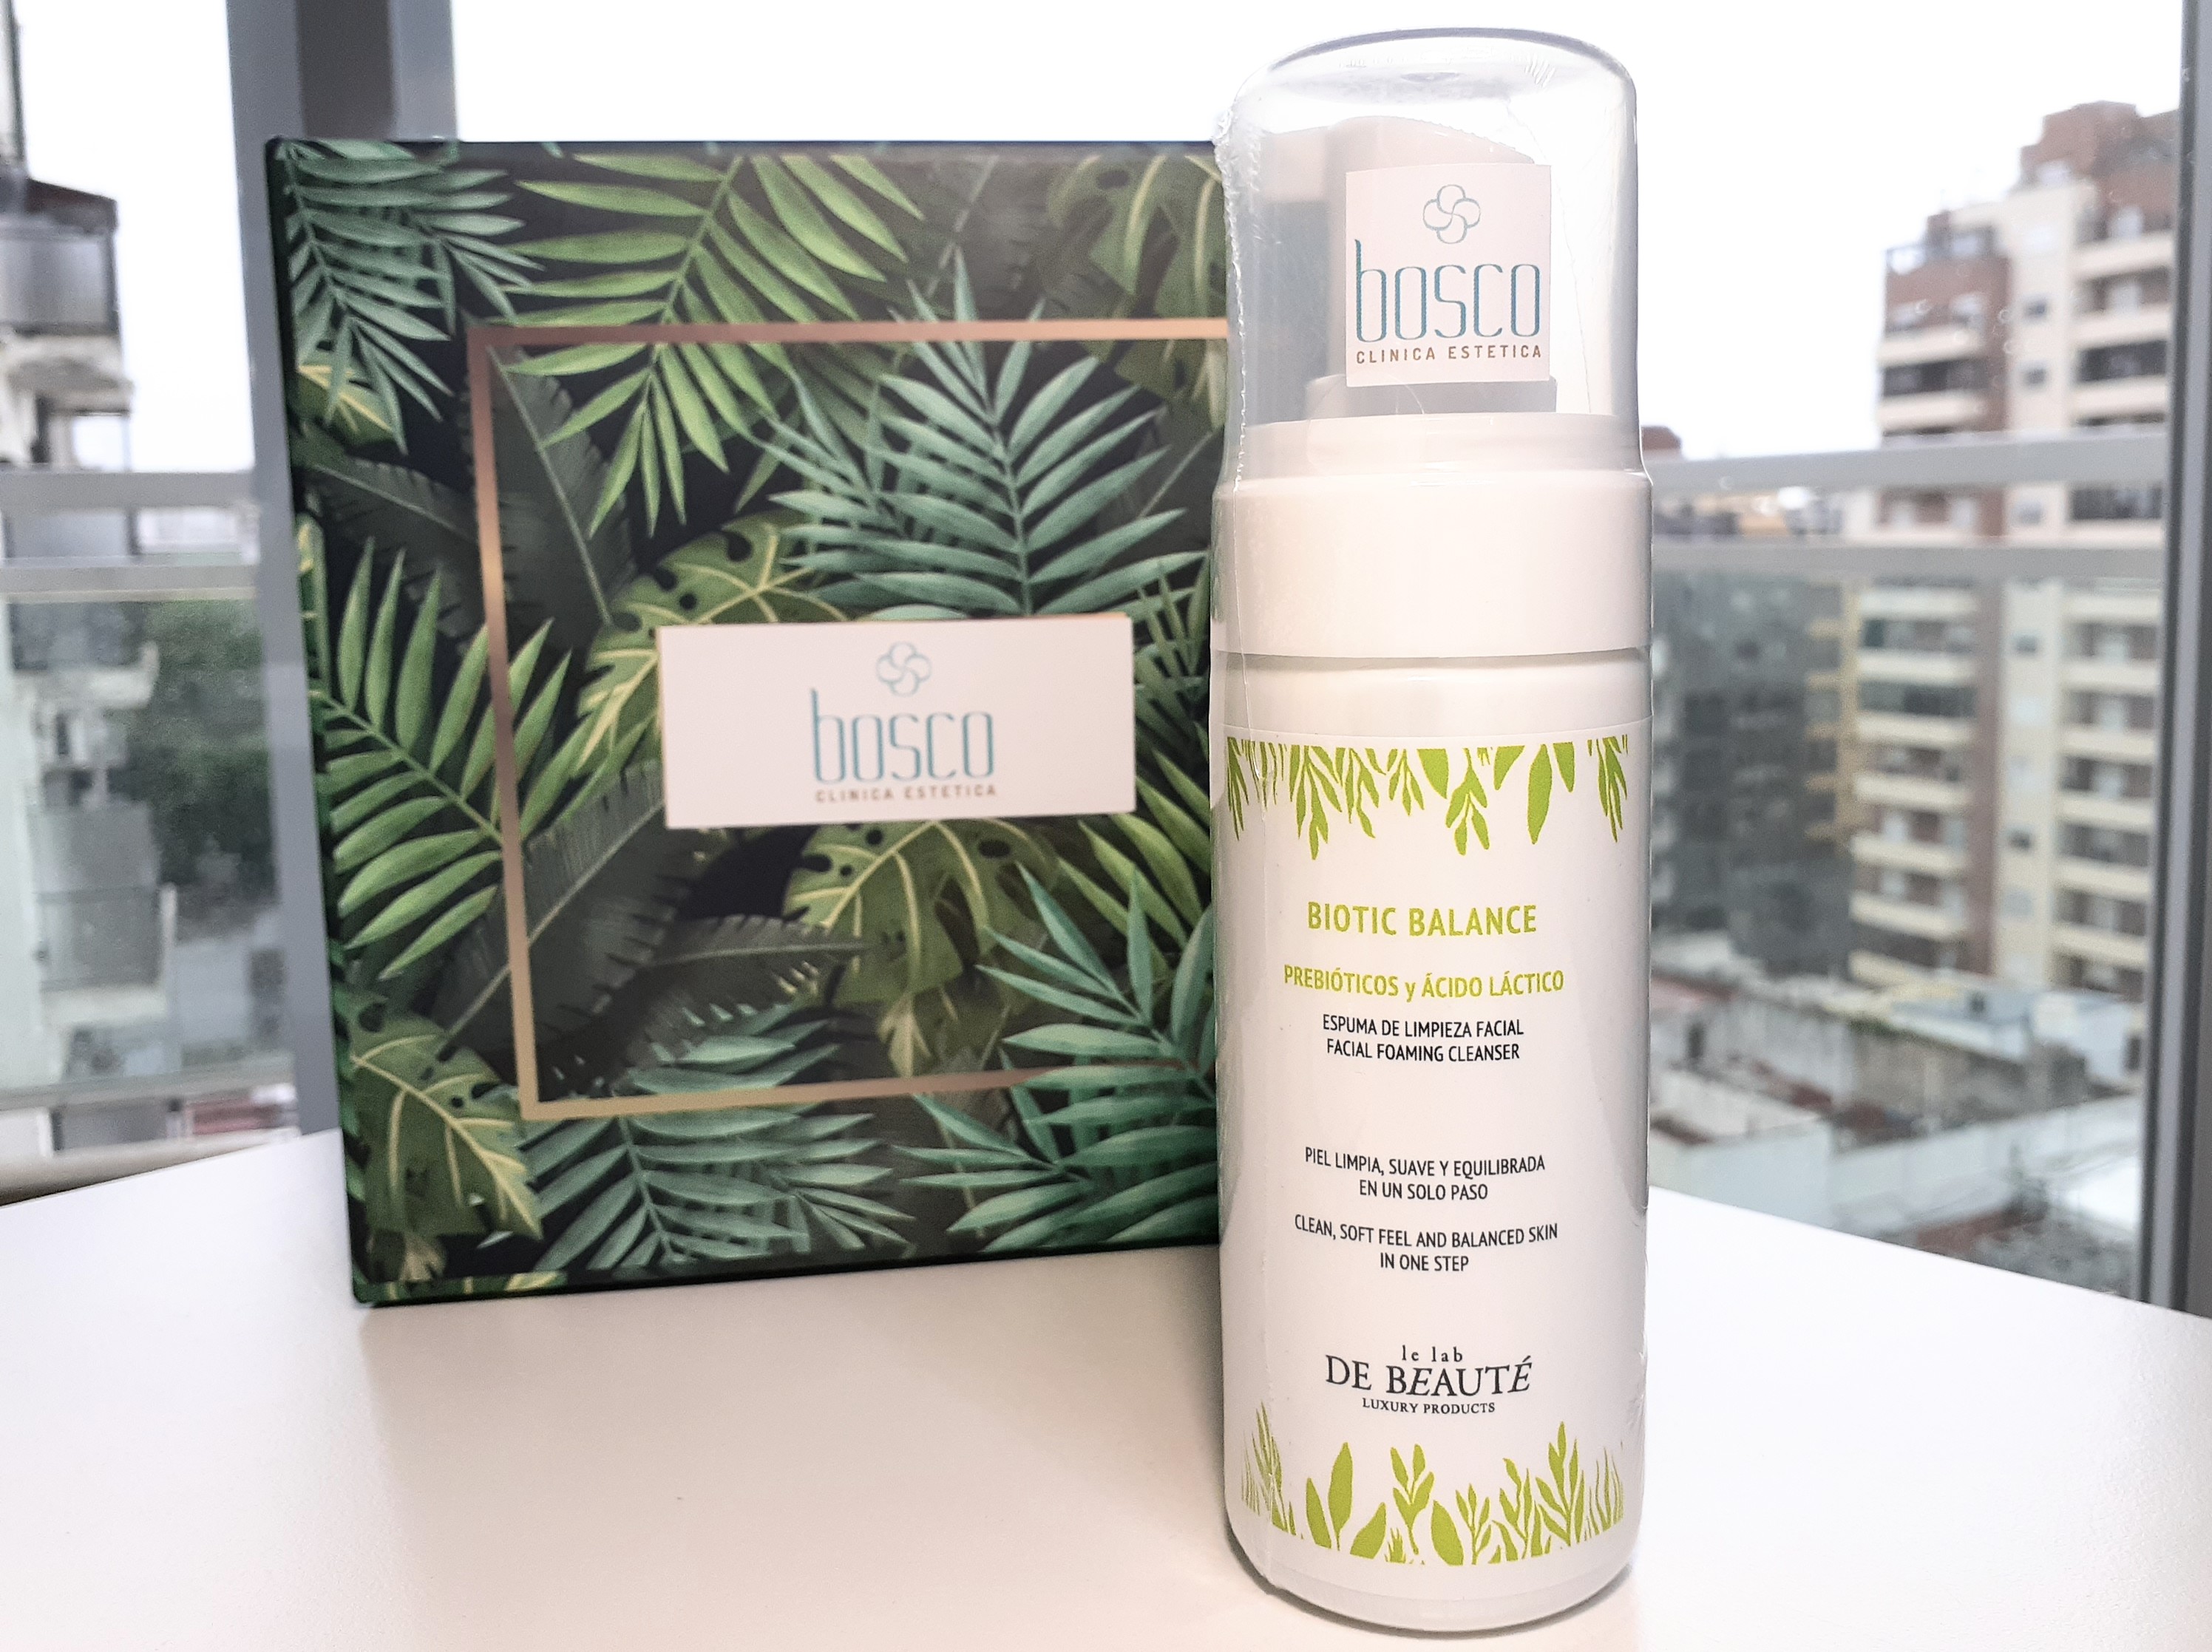 bosco
CLINICA ESTETICA
bosco
CLINICA ESTETICA
BIOTIC BALANCE
PREBIÓTICOS y ÁCIDO LÁCTICO
ESPUMA DE LIMPIEZA FACIAL
FACIAL FOAMING CLEANSER
PIEL LIMPIA, SUAVE Y EQUILIBRADA
EN UN SOLO PASO
CLEAN, SOFT FEEL AND BALANCED SKIN
IN ONE STEP
le lab
DE BEAUTÉ
LUXURY PRODUCTS